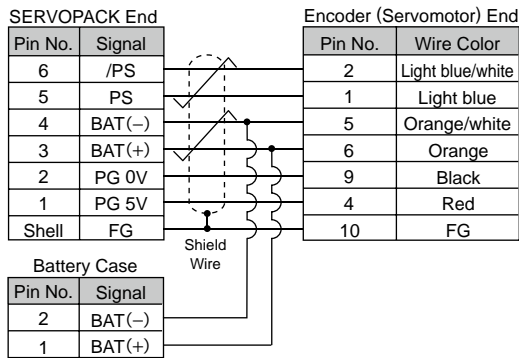 SERVOPACK End Encoder (Servomotor) End
Pin No. Signal Pin No. Wire Color
6 /PS 2 Light blue/white
5 PS 1 Light blue
4 BAT(−) 5 Orange/white
3 BAT(+) 6 Orange
2 PG 0V 9 Black
1 PG 5V 4 Red
Shell FG 10 FG
Shield
Wire
Battery Case
Pin No. Signal
2 BAT(−)
1 BAT(+)